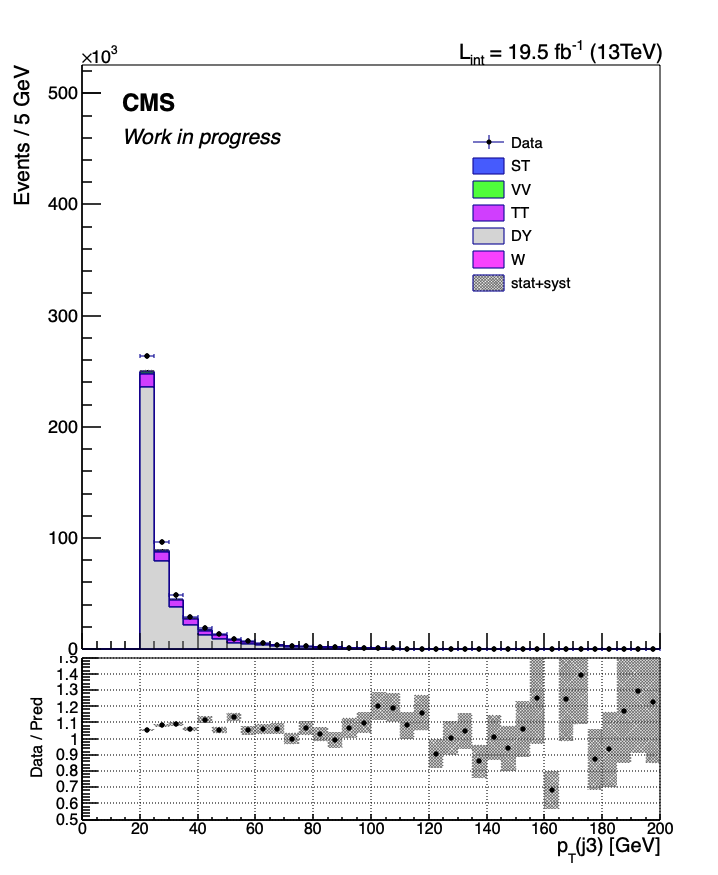 ×10³
L_int = 19.5 fb⁻¹ (13TeV)
Events / 5 GeV
500
400
300
200
100
0
CMS
Work in progress
Data
ST
VV
TT
DY
W
stat+syst
Data / Pred
1.5
1.4
1.3
1.2
1.1
1
0.9
0.8
0.7
0.6
0.5
0 20 40 60 80 100 120 140 160 180 200
p_T(j3) [GeV]